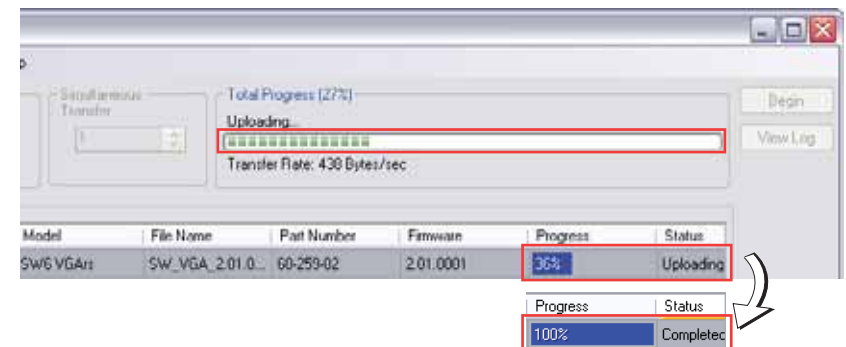 Simultaneous
Transfer
1
Total Progress (27%)
Uploading...
Transfer Rate: 438 Bytes/sec
Begin
View Log
Model File Name Part Number Firmware Progress Status
SW6 VGArs SW_VGA_2.01.0... 60-259-02 2.01.0001 36% Uploading
Progress Status
100% Completed